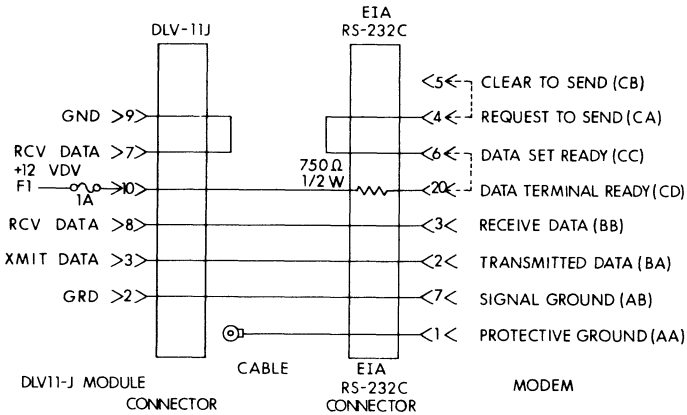 EIA
DLV-11J
RS-232C
<5< CLEAR TO SEND (CB)
GND >9> <4< REQUEST TO SEND (CA)
RCV DATA >7> <6< DATA SET READY (CC)
+12 VDV
750Ω
F1 1A >10> 1/2 W <20< DATA TERMINAL READY (CD)
RCV DATA >8> <3< RECEIVE DATA (BB)
XMIT DATA >3> <2< TRANSMITTED DATA (BA)
GRD >2> <7< SIGNAL GROUND (AB)
<1< PROTECTIVE GROUND (AA)
CABLE
EIA
DLV11-J MODULE
RS-232C
MODEM
CONNECTOR
CONNECTOR